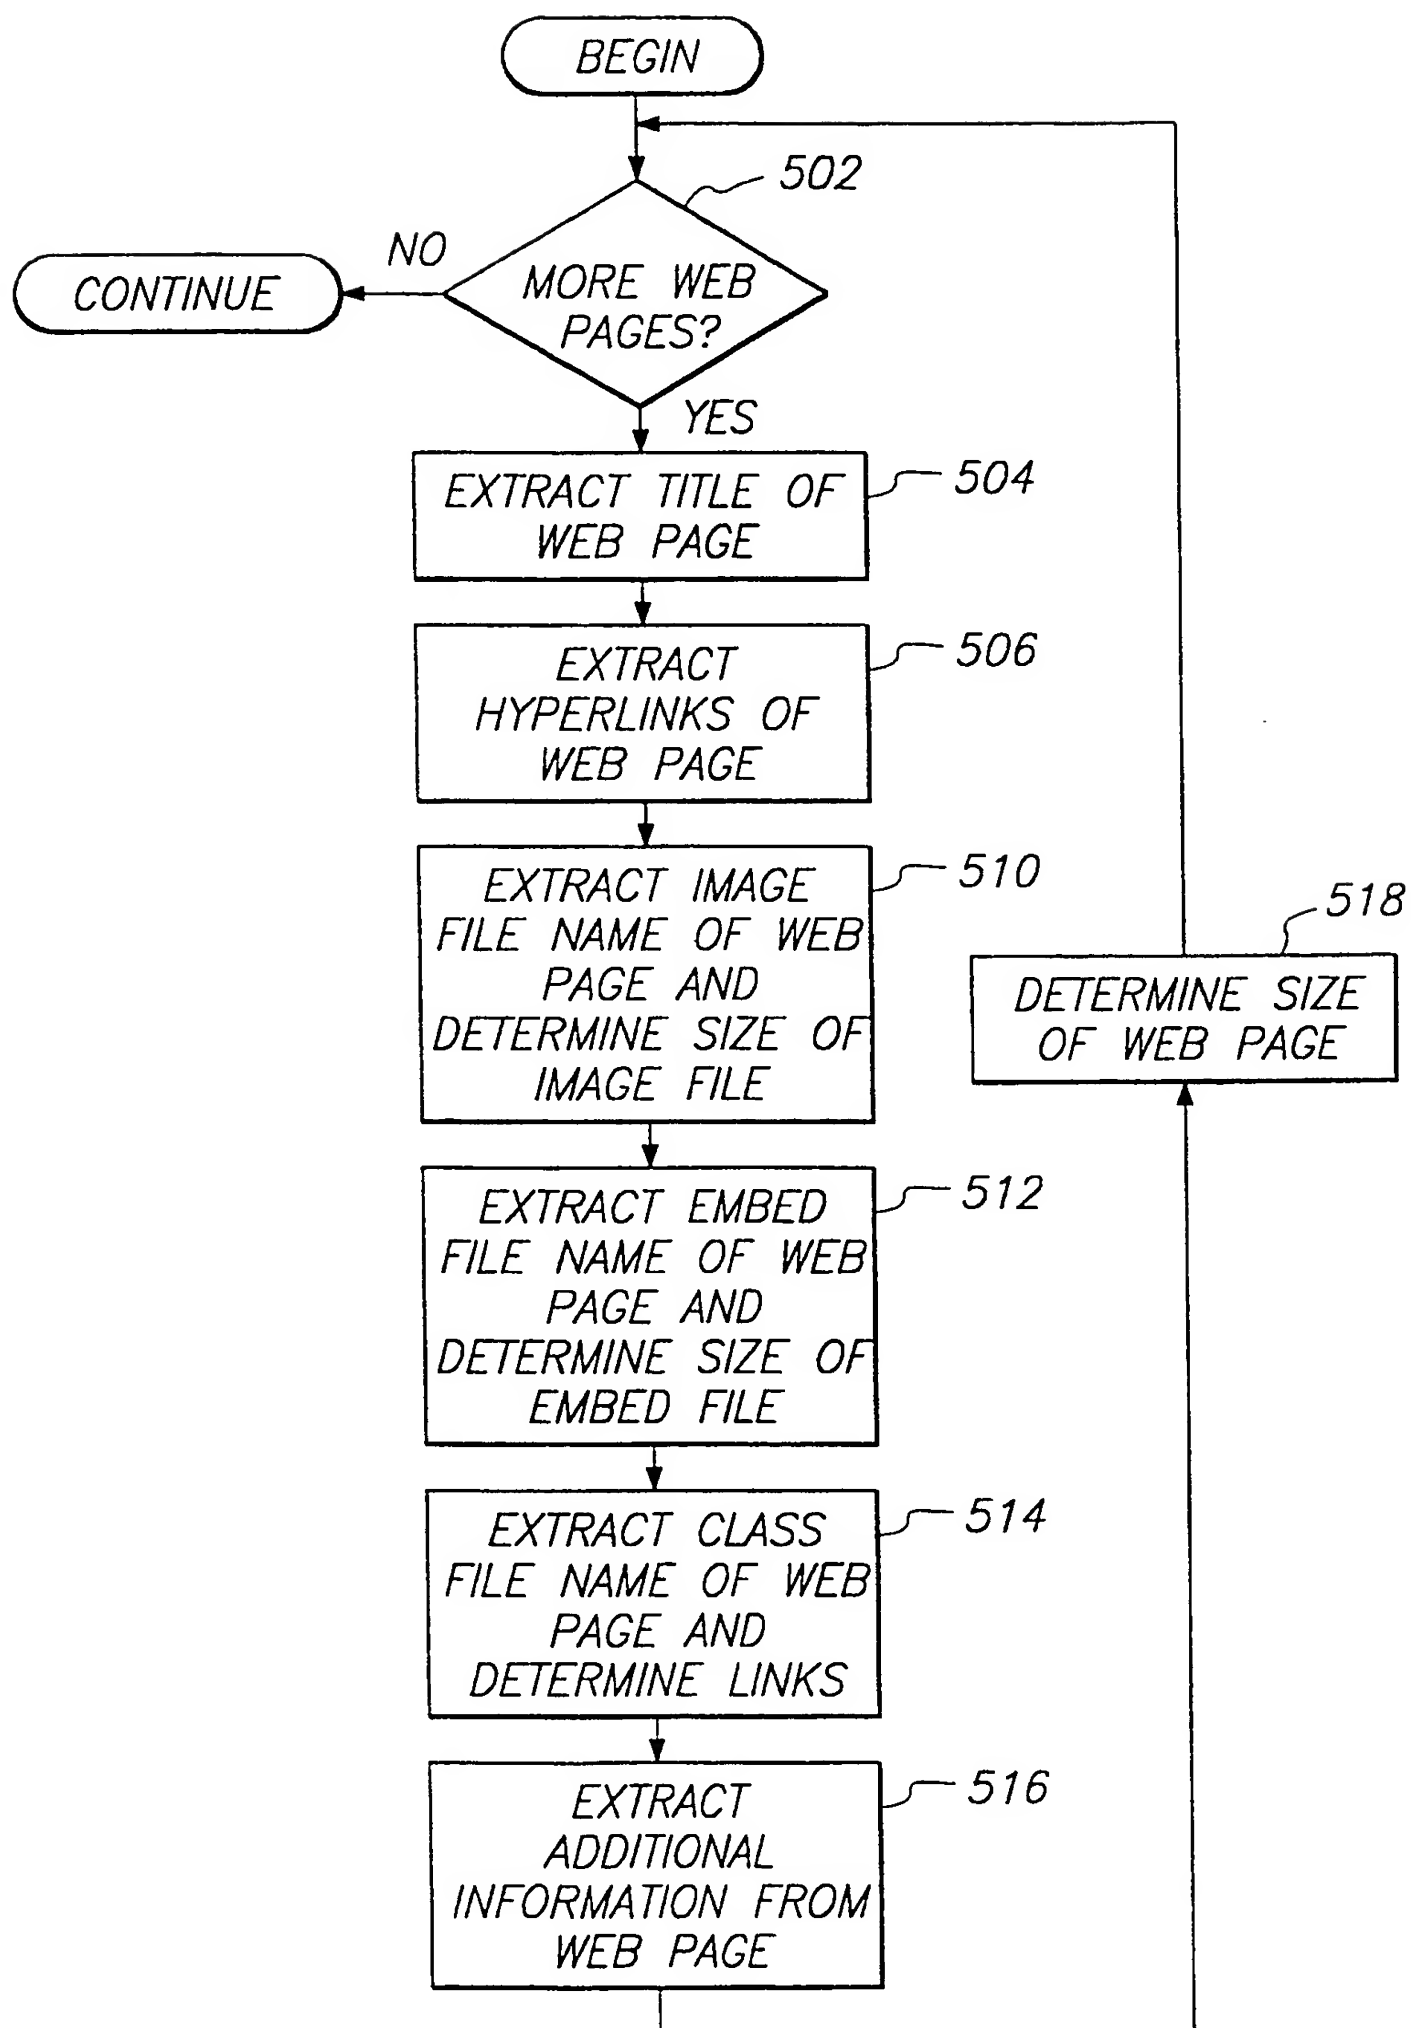 BEGIN
502
NO
CONTINUE
MORE WEB
PAGES?
YES
EXTRACT TITLE OF
WEB PAGE
504
EXTRACT
HYPERLINKS OF
WEB PAGE
506
EXTRACT IMAGE
FILE NAME OF WEB
PAGE AND
DETERMINE SIZE OF
IMAGE FILE
510
518
DETERMINE SIZE
OF WEB PAGE
EXTRACT EMBED
FILE NAME OF WEB
PAGE AND
DETERMINE SIZE OF
EMBED FILE
512
EXTRACT CLASS
FILE NAME OF WEB
PAGE AND
DETERMINE LINKS
514
EXTRACT
ADDITIONAL
INFORMATION FROM
WEB PAGE
516